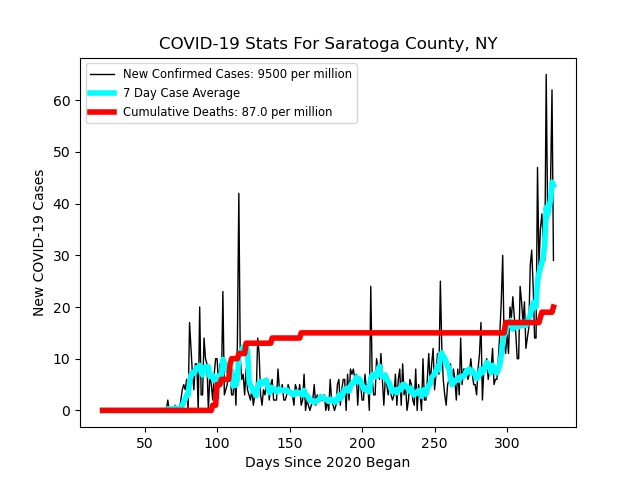 COVID-19 Stats For Saratoga County, NY
New Confirmed Cases: 9500 per million
7 Day Case Average
Cumulative Deaths: 87.0 per million
New COVID-19 Cases
60
50
40
30
20
10
0
50 100 150 200 250 300
Days Since 2020 Began